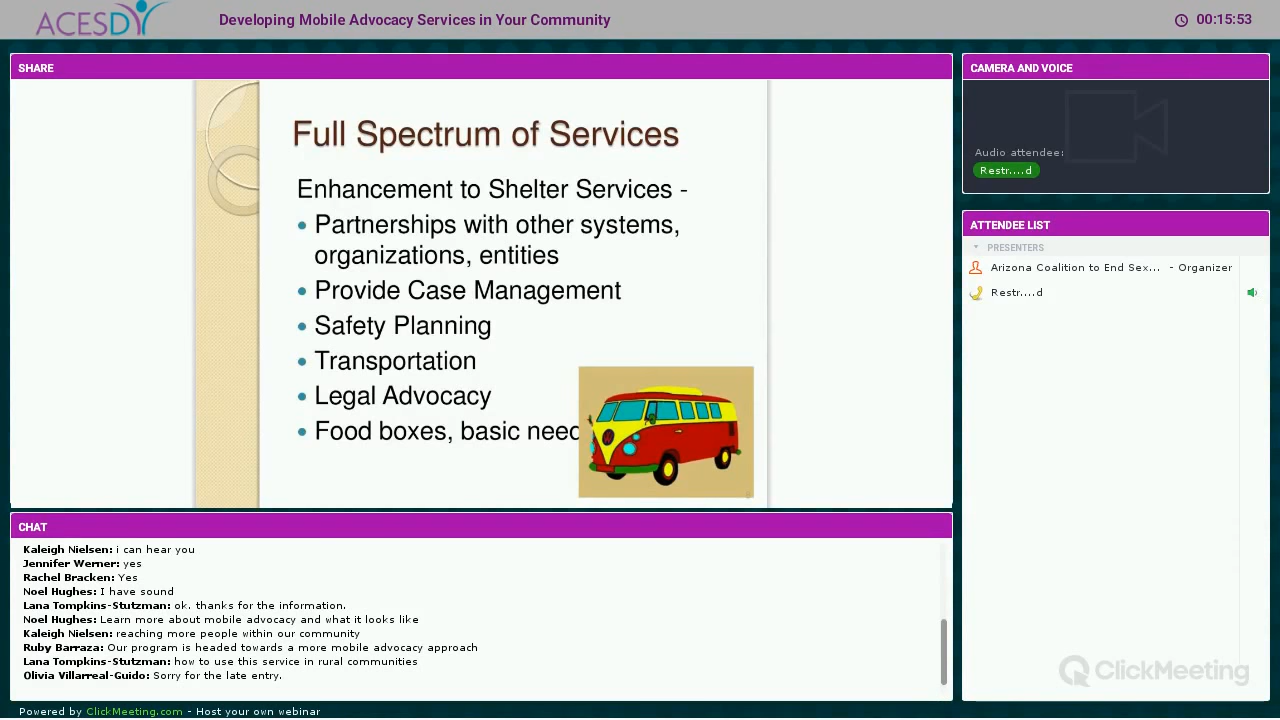 ACESDV
Developing Mobile Advocacy Services in Your Community
00:15:53
SHARE
Full Spectrum of Services
Enhancement to Shelter Services -
• Partnerships with other systems,
organizations, entities
• Provide Case Management
• Safety Planning
• Transportation
• Legal Advocacy
• Food boxes, basic need
CHAT
Kaleigh Nielsen: i can hear you
Jennifer Werner: yes
Rachel Bracken: Yes
Noel Hughes: I have sound
Lana Tompkins-Stutzman: ok. thanks for the information.
Noel Hughes: Learn more about mobile advocacy and what it looks like
Kaleigh Nielsen: reaching more people within our community
Ruby Barraza: Our program is headed towards a more mobile advocacy approach
Lana Tompkins-Stutzman: how to use this service in rural communities
Olivia Villarreal-Guido: Sorry for the late entry.
CAMERA AND VOICE
Audio attendee:
Restr....d
ATTENDEE LIST
PRESENTERS
Arizona Coalition to End Sex... - Organizer
Restr....d
ClickMeeting
Powered by ClickMeeting.com - Host your own webinar